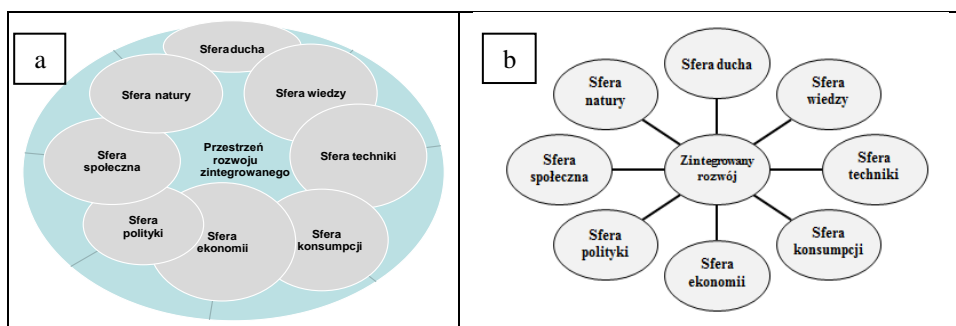 a
Sfera ducha
Sfera natury
Sfera wiedzy
Przestrzeń
rozwoju
zintegrowanego
Sfera
społeczna
Sfera techniki
Sfera
polityki
Sfera
ekonomii
Sfera
konsumpcji
b
Sfera ducha
Sfera
natury
Sfera
wiedzy
Sfera
społeczna
Zintegrowany
rozwój
Sfera
techniki
Sfera
polityki
Sfera
konsumpcji
Sfera
ekonomii